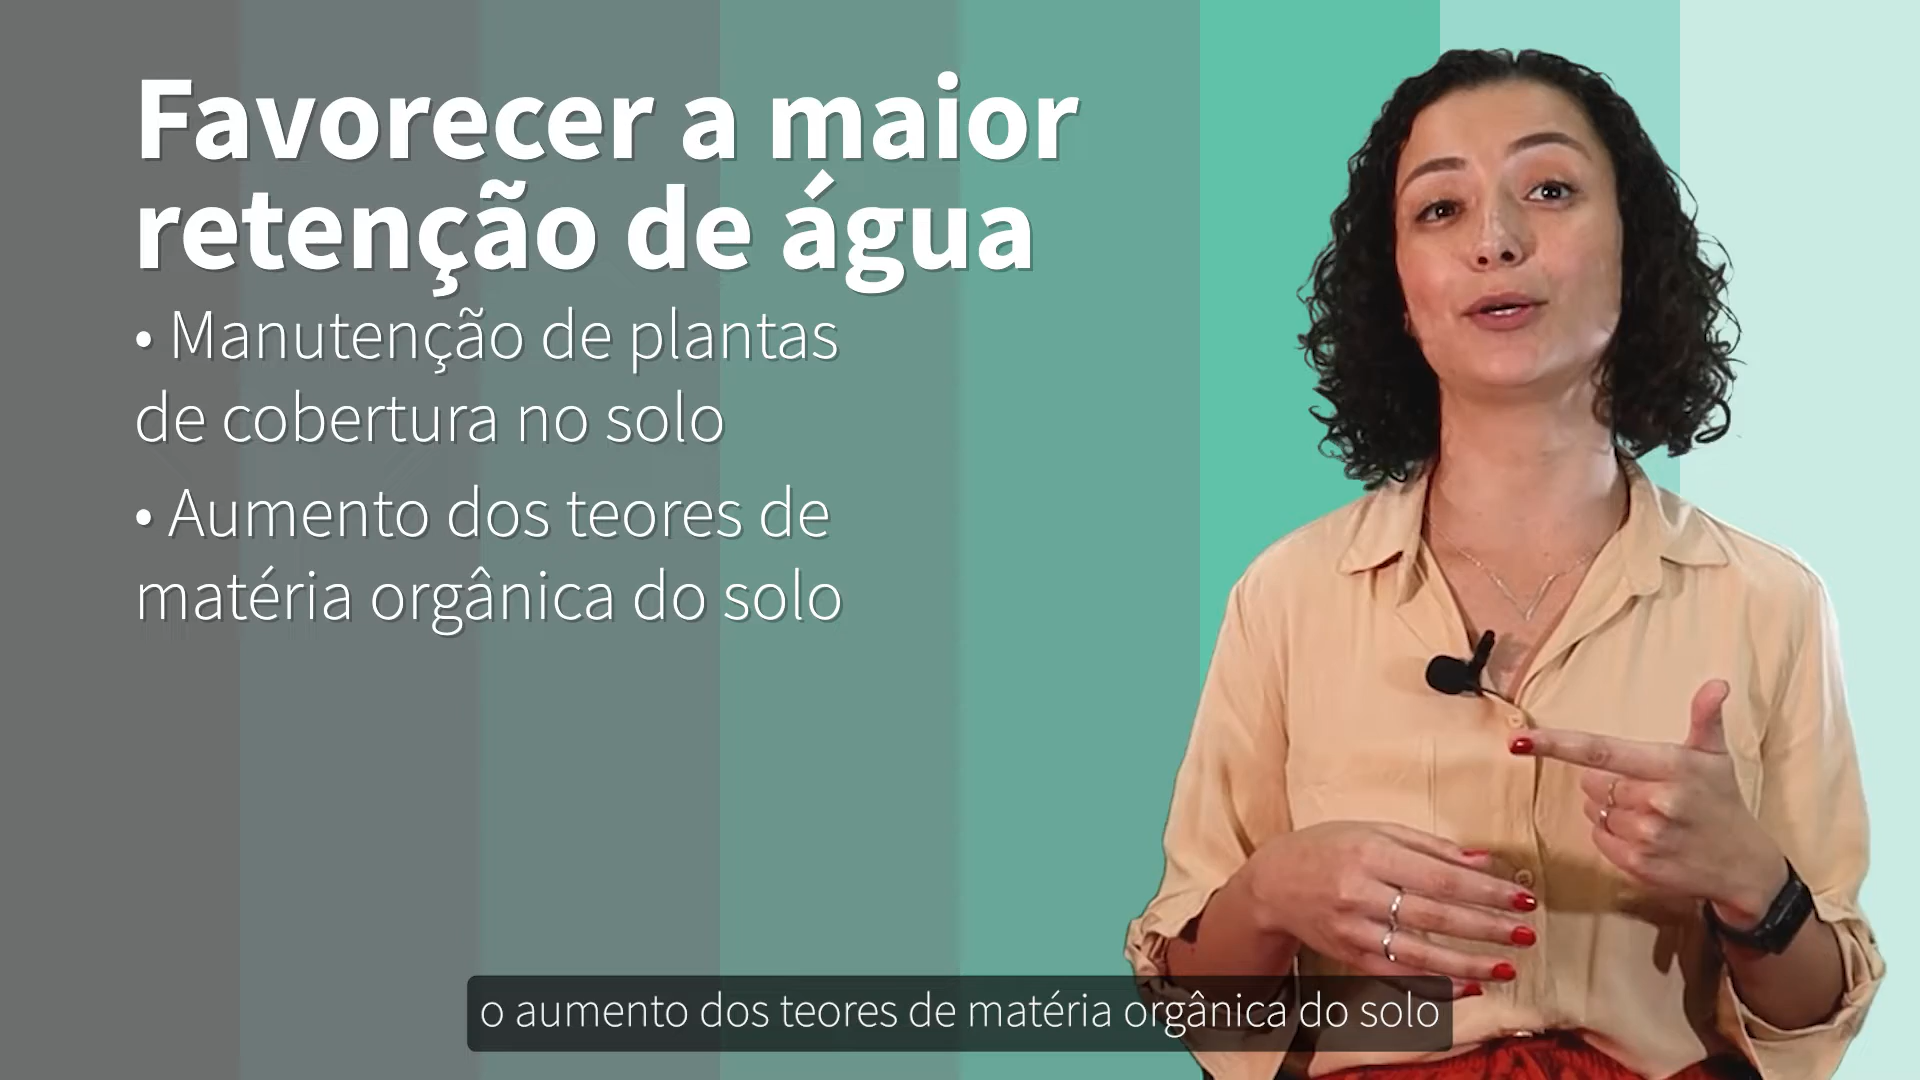 Favorecer a maior
retenção de água
• Manutenção de plantas
de cobertura no solo
• Aumento dos teores de
matéria orgânica do solo
o aumento dos teores de matéria orgânica do solo